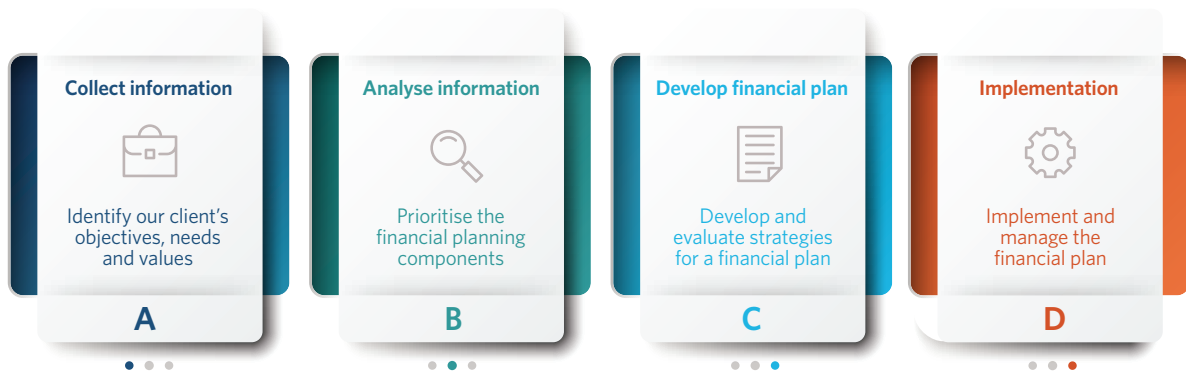 Collect information
Identify our client's
objectives, needs
and values
A
Analyse information
Prioritise the
financial planning
components
B
Develop financial plan
Develop and
evaluate strategies
for a financial plan
C
Implementation
Implement and
manage the
financial plan
D